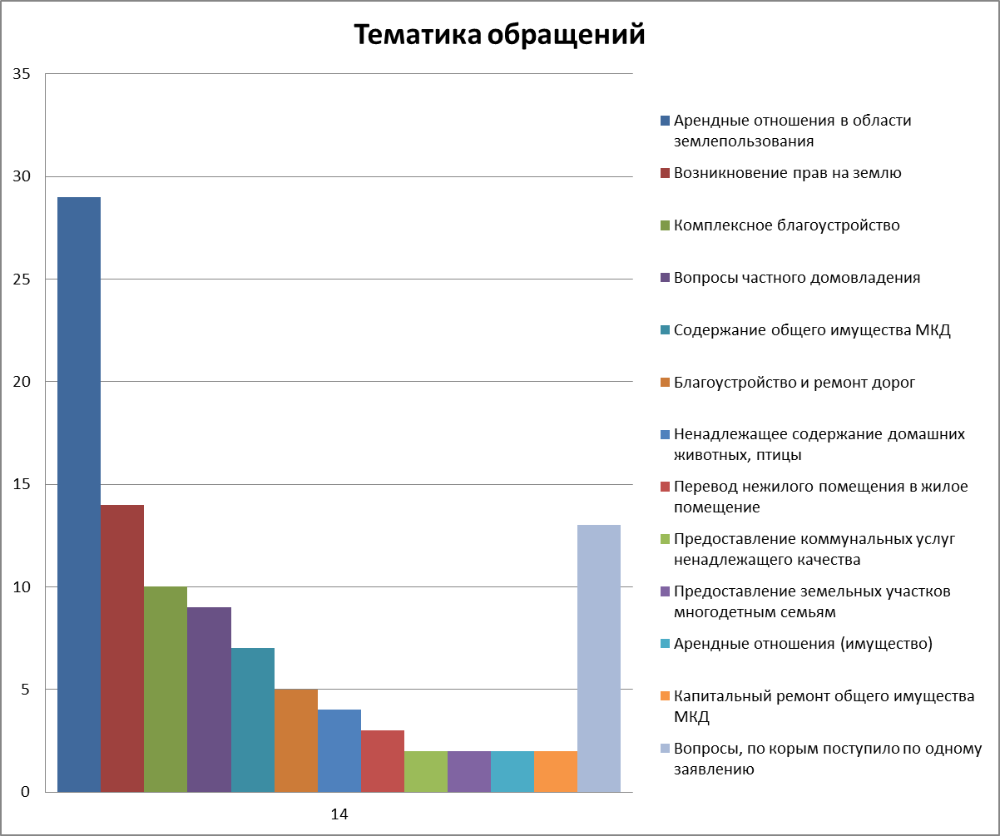 Тематика обращений
35
30
25
20
15
10
5
0
14
Арендные отношения в области
землепользования
Возникновение прав на землю
Комплексное благоустройство
Вопросы частного домовладения
Содержание общего имущества МКД
Благоустройство и ремонт дорог
Ненадлежащее содержание домашних
животных, птицы
Перевод нежилого помещения в жилое
помещение
Предоставление коммунальных услуг
ненадлежащего качества
Предоставление земельных участков
многодетным семьям
Арендные отношения (имущество)
Капитальный ремонт общего имущества
МКД
Вопросы, по корым поступило по одному
заявлению